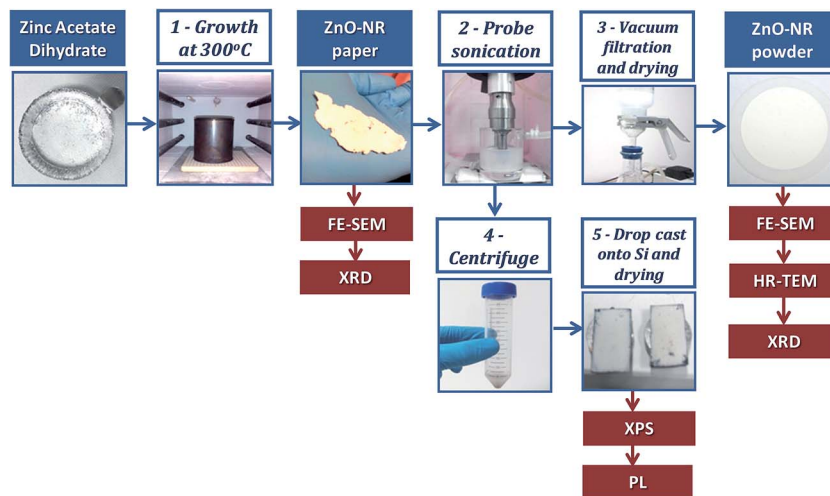 Zinc Acetate
Dihydrate
1 - Growth
at 300ºC
ZnO-NR
paper
2 - Probe
sonication
3 - Vacuum
filtration
and drying
ZnO-NR
powder
FE-SEM
XRD
4 -
Centrifuge
5 - Drop cast
onto Si and
drying
FE-SEM
HR-TEM
XRD
XPS
PL